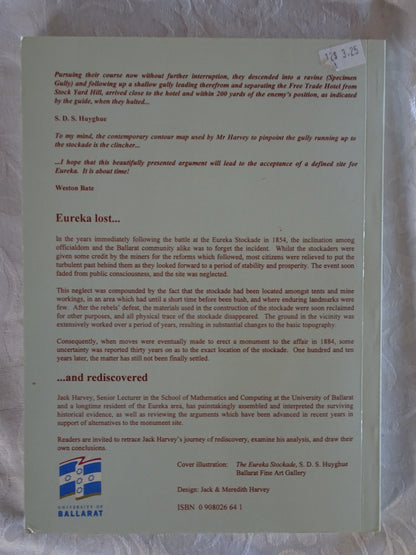 128 3.25
Pursuing their course now without further interruption, they descended into a ravine (Specimen
Gully) and following up a shallow gully leading therefrom and separating the Free Trade Hotel from
Stock Yard Hill, arrived close to the hotel and within 200 yards of the enemy's position, as indicated
by the guide, when they halted...
S. D. S. Huyghue
To my mind, the contemporary contour map used by Mr Harvey to pinpoint the gully running up to
the stockade is the clincher...
...I hope that this beautifully presented argument will lead to the acceptance of a defined site for
Eureka. It is about time!
Weston Bate
Eureka lost...
In the years immediately following the battle at the Eureka Stockade in 1854, the inclination among
officialdom and the Ballarat community alike was to forget the incident. Whilst the stockaders were
given some credit by the miners for the reforms which followed, most citizens were relieved to put the
turbulent past behind them as they looked forward to a period of stability and prosperity. The event soon
faded from public consciousness, and the site was neglected.
This neglect was compounded by the fact that the stockade had been located amongst tents and mine
workings, in an area which had until a short time before been bush, and where enduring landmarks were
few. After the rebels' defeat, the materials used in the construction of the stockade were soon reclaimed
for other purposes, and all physical trace of the stockade disappeared. The ground in the vicinity was
extensively worked over a period of years, resulting in substantial changes to the basic topography.
Consequently, when moves were eventually made to erect a monument to the affair in 1884, some
uncertainty was reported thirty years on as to the exact location of the stockade. One hundred and ten
years later, the matter has still not been finally settled.
...and rediscovered
Jack Harvey, Senior Lecturer in the School of Mathematics and Computing at the University of Ballarat
and a longtime resident of the Eureka area, has painstakingly assembled and interpreted the surviving
historical evidence, as well as reviewing the arguments which have been advanced in recent years in
support of alternatives to the monument site.
Readers are invited to retrace Jack Harvey's journey of rediscovery, examine his analysis, and draw their
own conclusions.
Cover illustration: The Eureka Stockade, S. D. S. Huyghue
Ballarat Fine Art Gallery
Design: Jack & Meredith Harvey
UNIVERSITY OF
BALLARAT
ISBN 0 908026 64 1